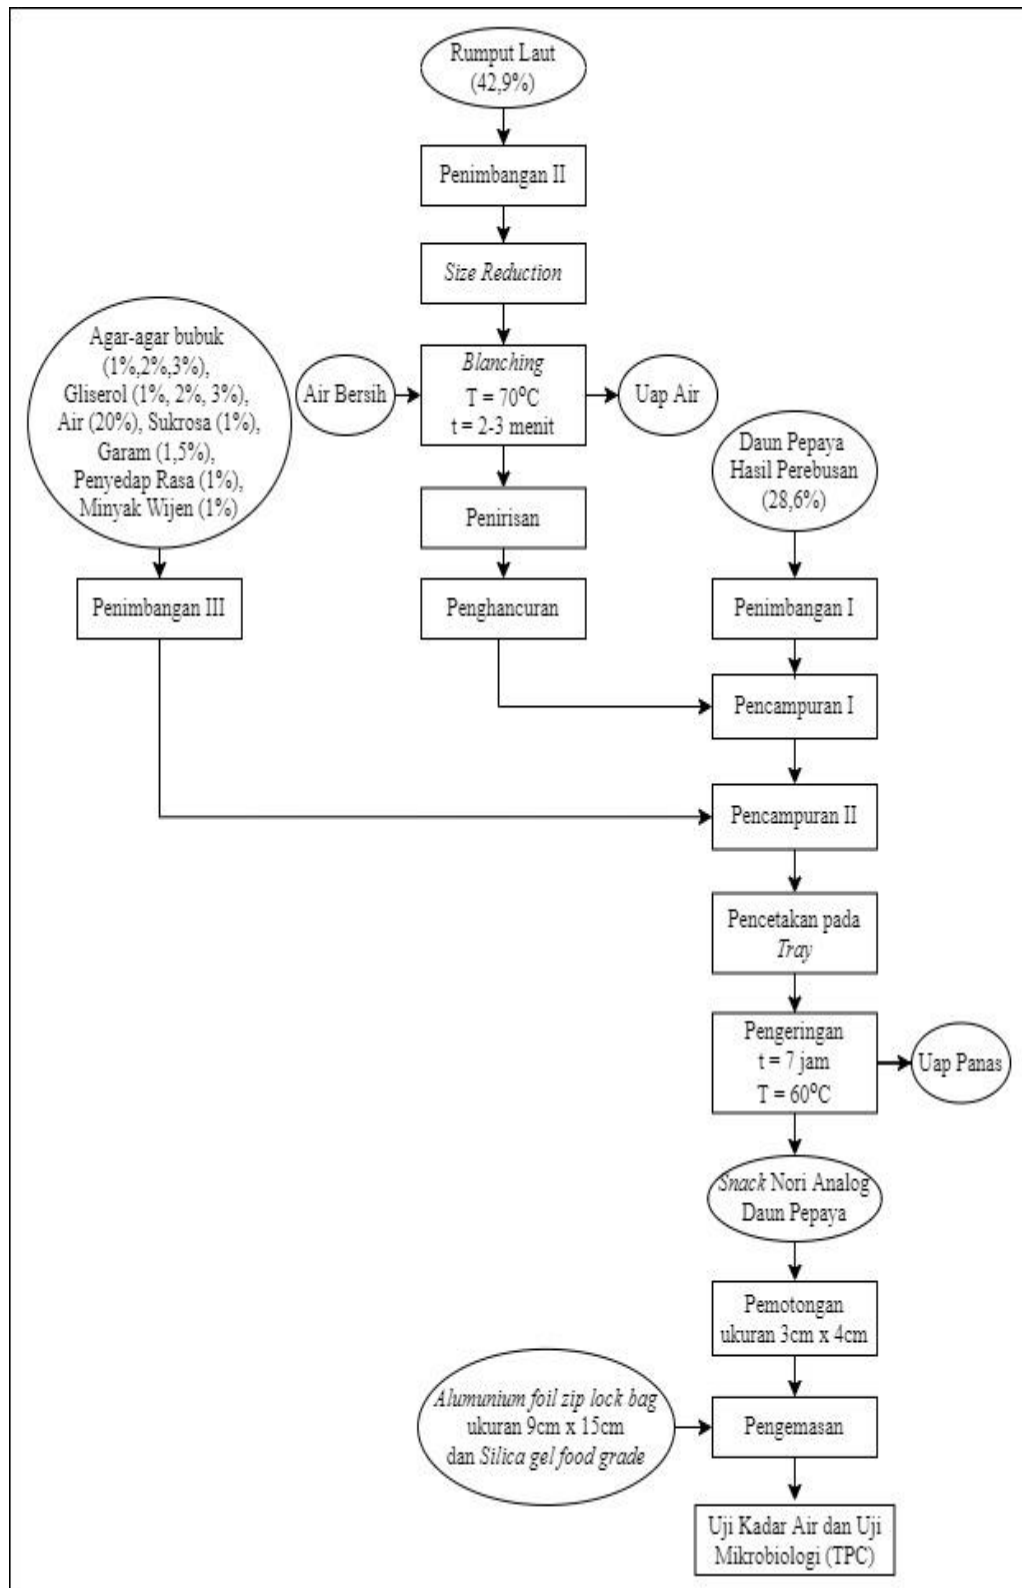 Rumput Laut
(42,9%)
Penimbangan II
Size Reduction
Agar-agar bubuk
(1%,2%,3%),
Gliserol (1%, 2%, 3%),
Air (20%), Sukrosa (1%),
Garam (1,5%),
Penyedap Rasa (1%),
Minyak Wijen (1%)
Air Bersih
Blanching
T = 70⁰C
t = 2-3 menit
Uap Air
Daun Pepaya
Hasil Perebusan
(28,6%)
Penirisan
Penimbangan III
Penghancuran
Penimbangan I
Pencampuran I
Pencampuran II
Pencetakan pada
Tray
Pengeringan
t = 7 jam
T = 60⁰C
Uap Panas
Snack Nori Analog
Daun Pepaya
Pemotongan
ukuran 3cm x 4cm
Alumunium foil zip lock bag
ukuran 9cm x 15cm
dan Silica gel food grade
Pengemasan
Uji Kadar Air dan Uji
Mikrobiologi (TPC)